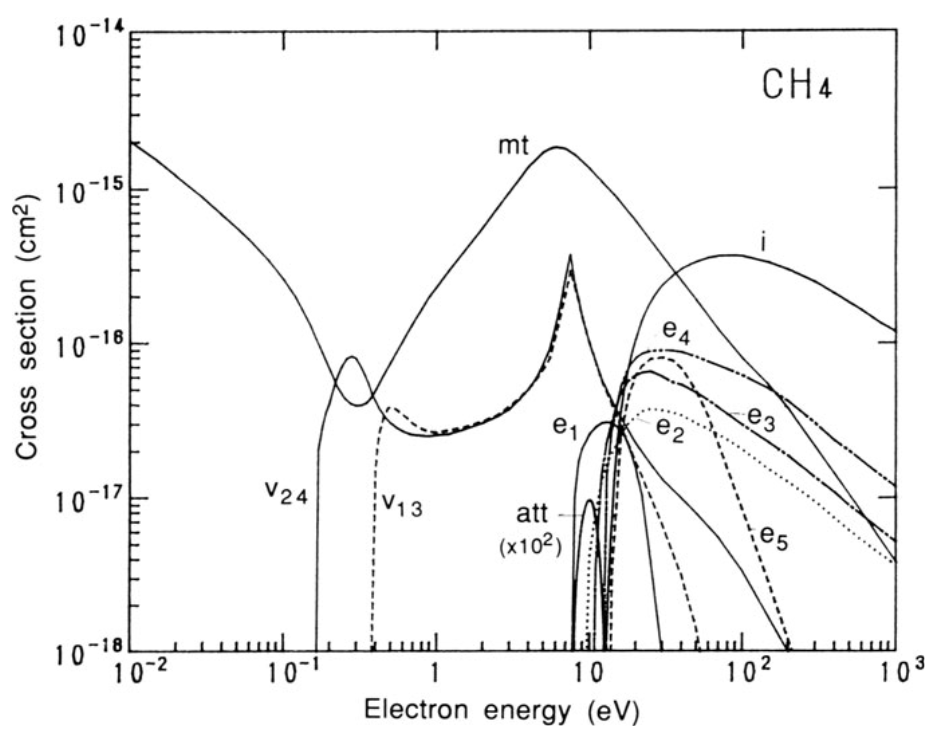 10⁻¹⁴
CH₄
mt
10⁻¹⁵
i
Cross section (cm²)
10⁻¹⁶
e₄
e₁
e₂
e₃
v₂₄
v₁₃
10⁻¹⁷
att
(x10²)
e₅
10⁻¹⁸
10⁻² 10⁻¹ 1 10 10² 10³
Electron energy (eV)